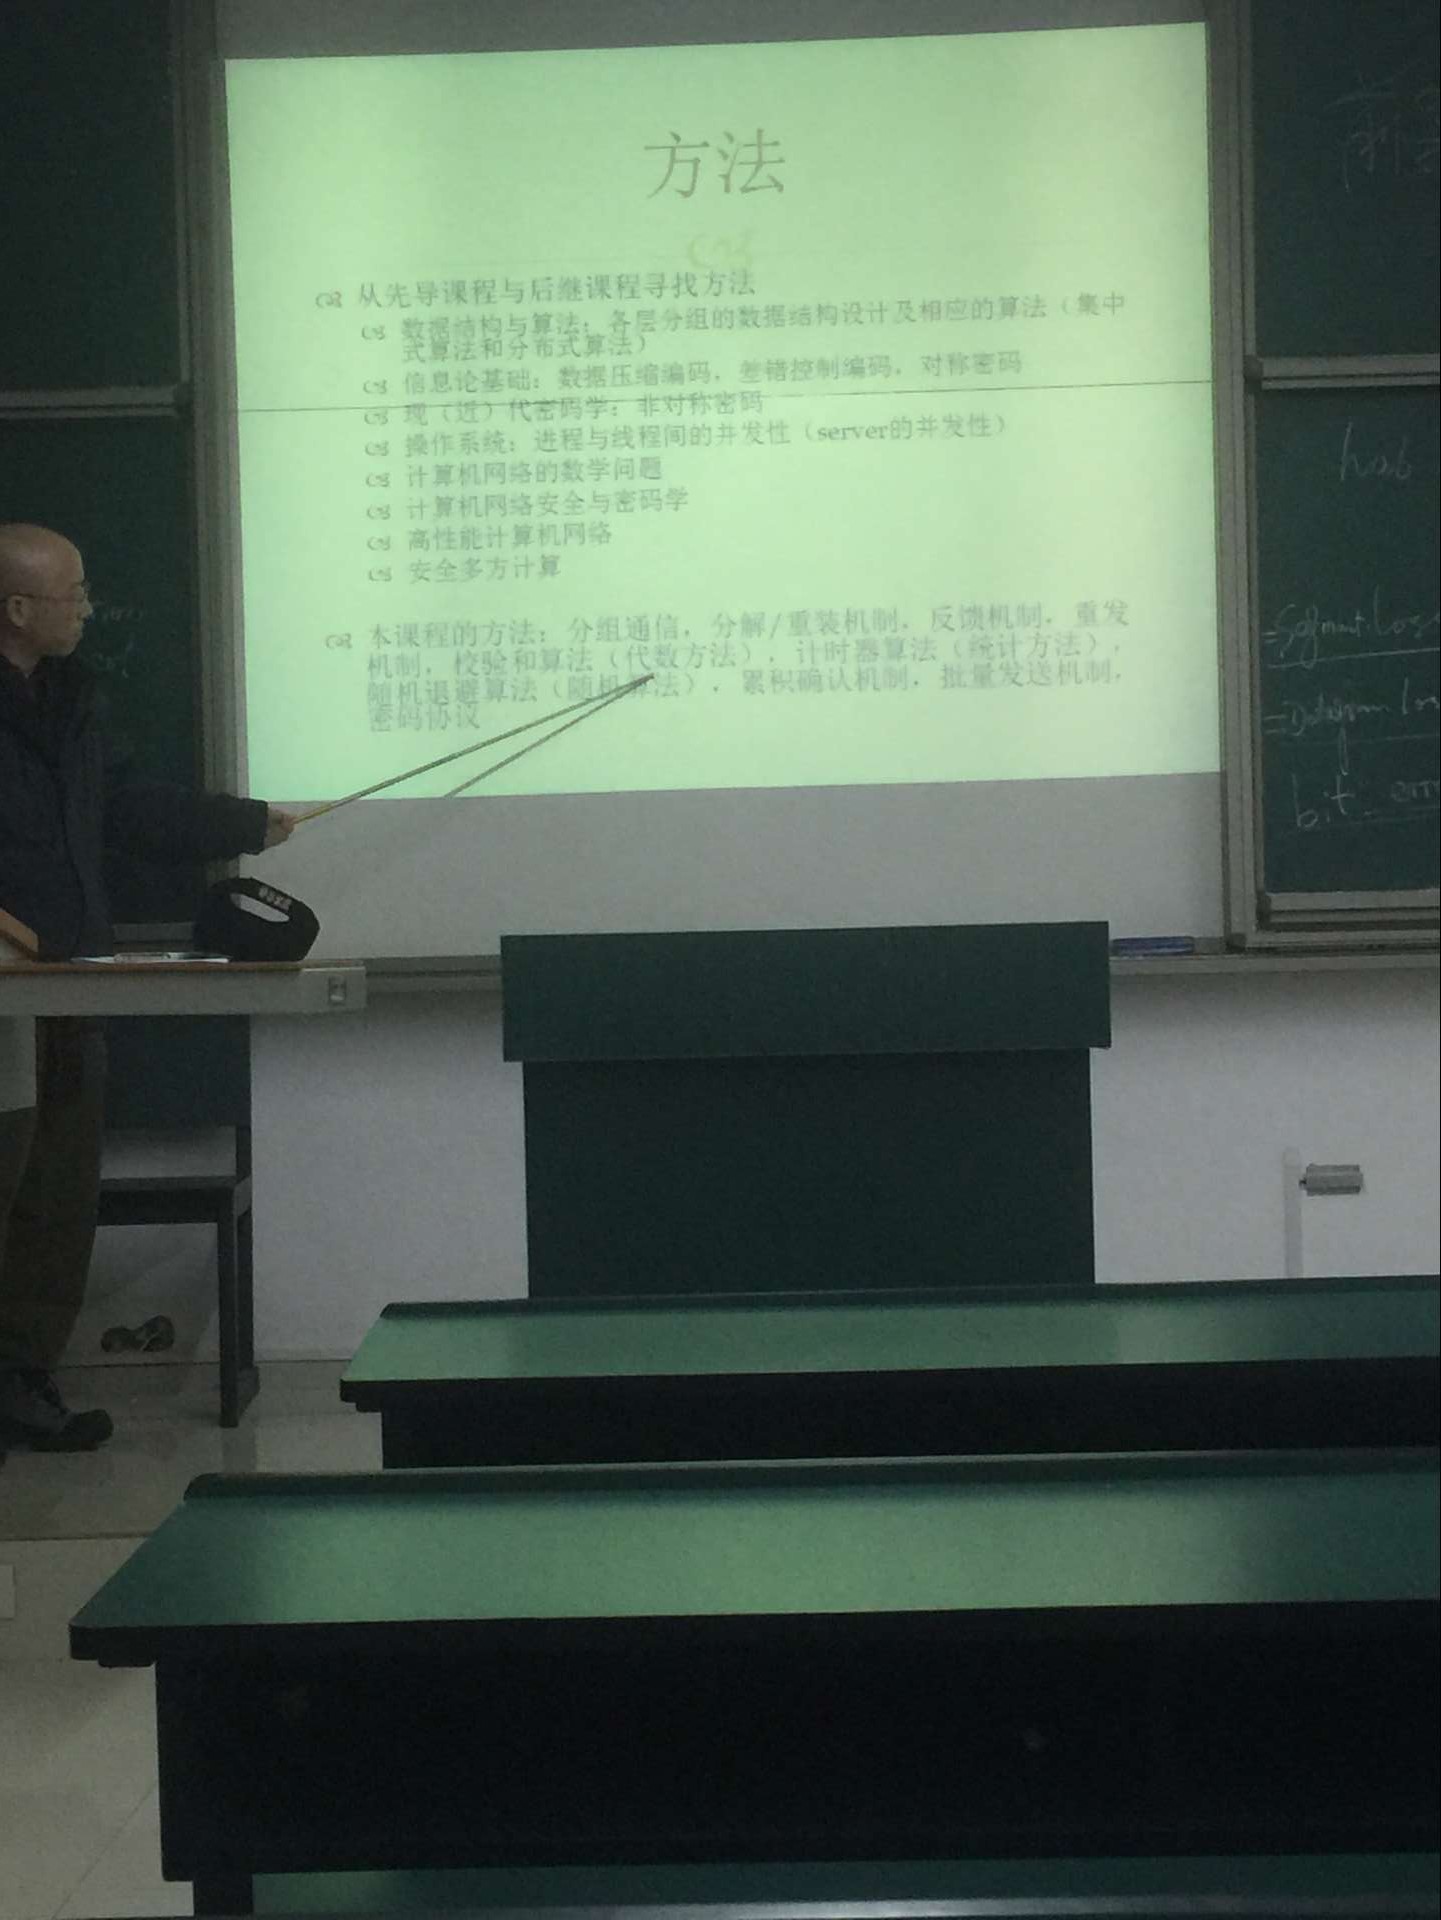 方法
从先导课程与后继课程寻找方法
数据结构与算法：各层分组的数据结构设计及相应的算法（集中
式算法和分布式算法）
信息论基础：数据压缩编码，差错控制编码，对称密码
现（近）代密码学：非对称密码
操作系统：进程与线程间的并发性（server的并发性）
计算机网络的数学问题
计算机网络安全与密码学
高性能计算机网络
安全多方计算
本课程的方法：分组通信，分解/重装机制，反馈机制，重发
机制，校验和算法（代数方法），计时器算法（统计方法），
随机退避算法（随机算法），累积确认机制，批量发送机制，
密码协议
bit